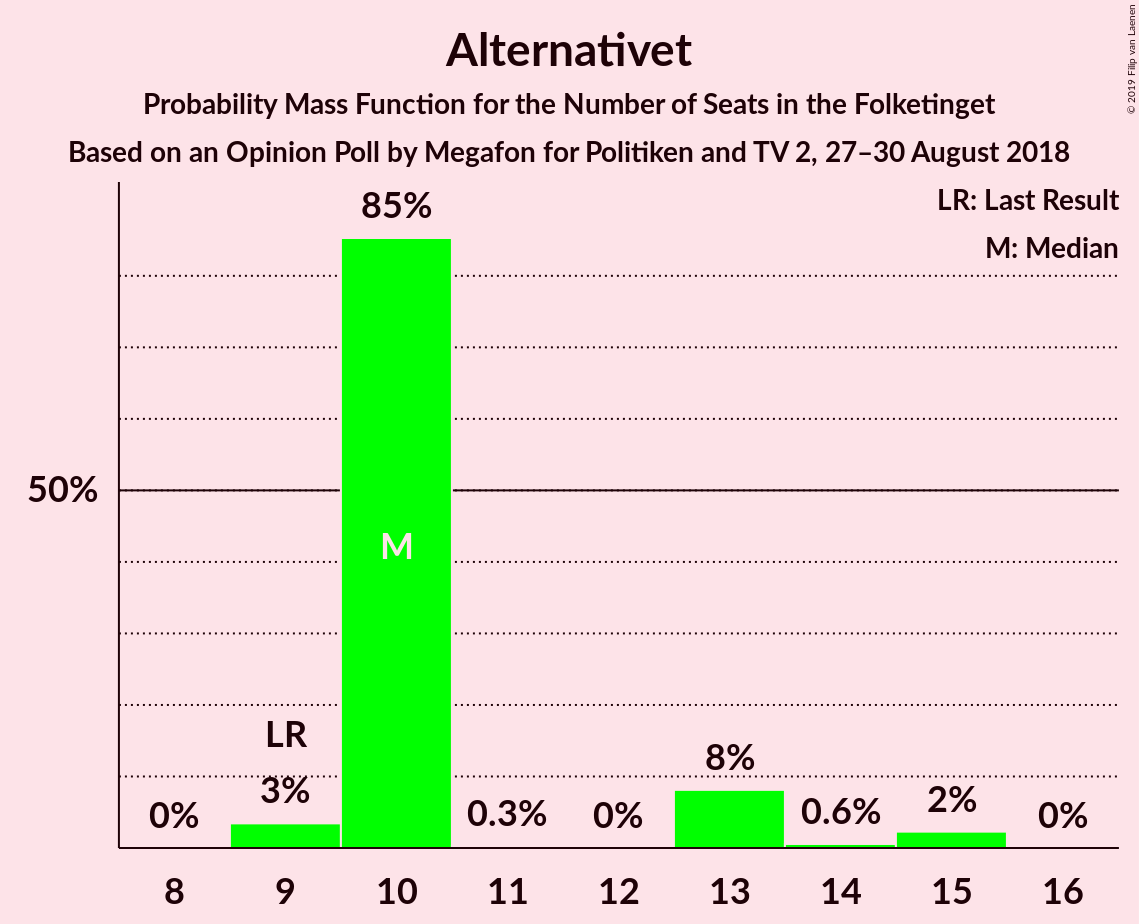 Alternativet
Probability Mass Function for the Number of Seats in the Folketinget
Based on an Opinion Poll by Megafon for Politiken and TV 2, 27–30 August 2018
© 2019 Filip van Laenen
LR: Last Result
M: Median
85%
50%
M
LR
3%
0%
0.3%
0%
8%
0.6%
2%
0%
8 9 10 11 12 13 14 15 16